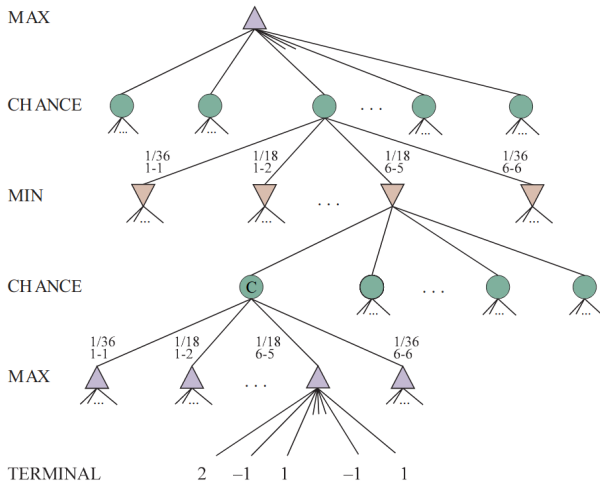 MAX
CHANCE
...
... ... ... ... ...
1/36 1/18 1/18 1/36
1-1 1-2 6-5 6-6
MIN
...
... ... ...
CHANCE
C
...
... ... ...
1/36 1/18 1/18 1/36
1-1 1-2 6-5 6-6
MAX
...
... ... ...
TERMINAL 2 –1 1 –1 1